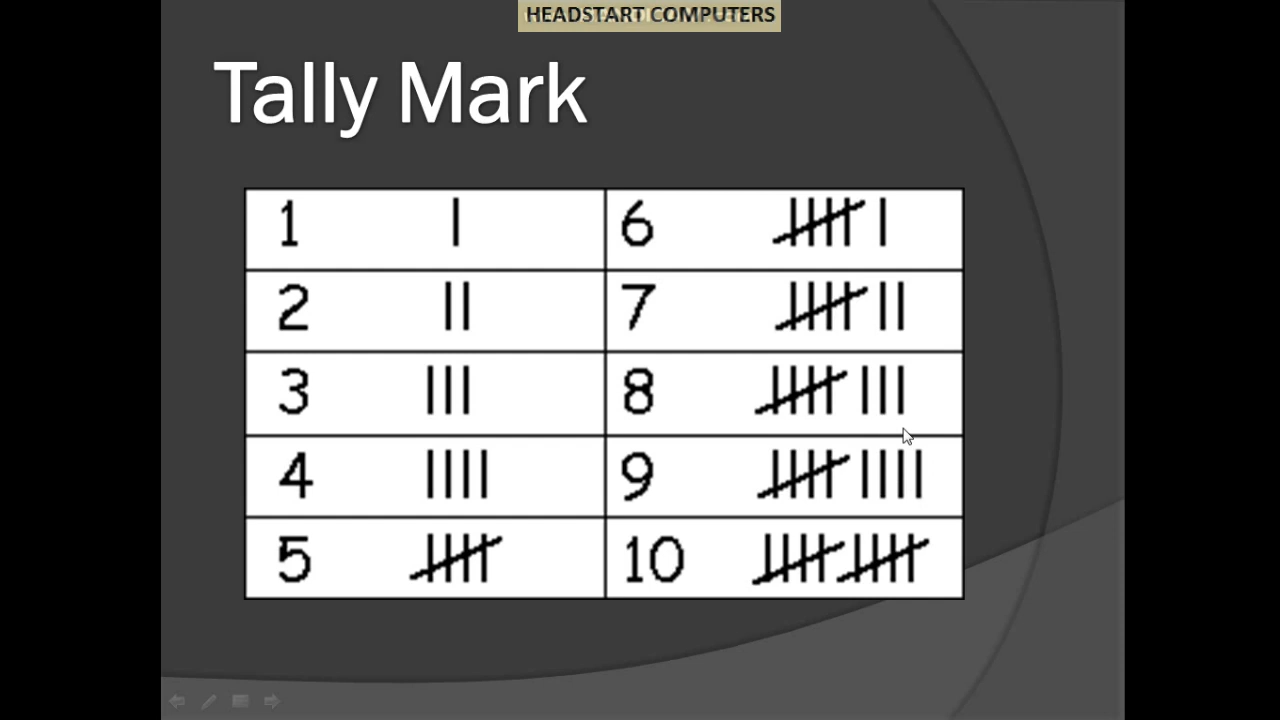 HEADSTART COMPUTERS
Tally Mark
1 | 6 𝍸 |
2 || 7 𝍸 ||
3 ||| 8 𝍸 |||
4 |||| 9 𝍸 ||||
5 𝍸 10 𝍸 𝍸